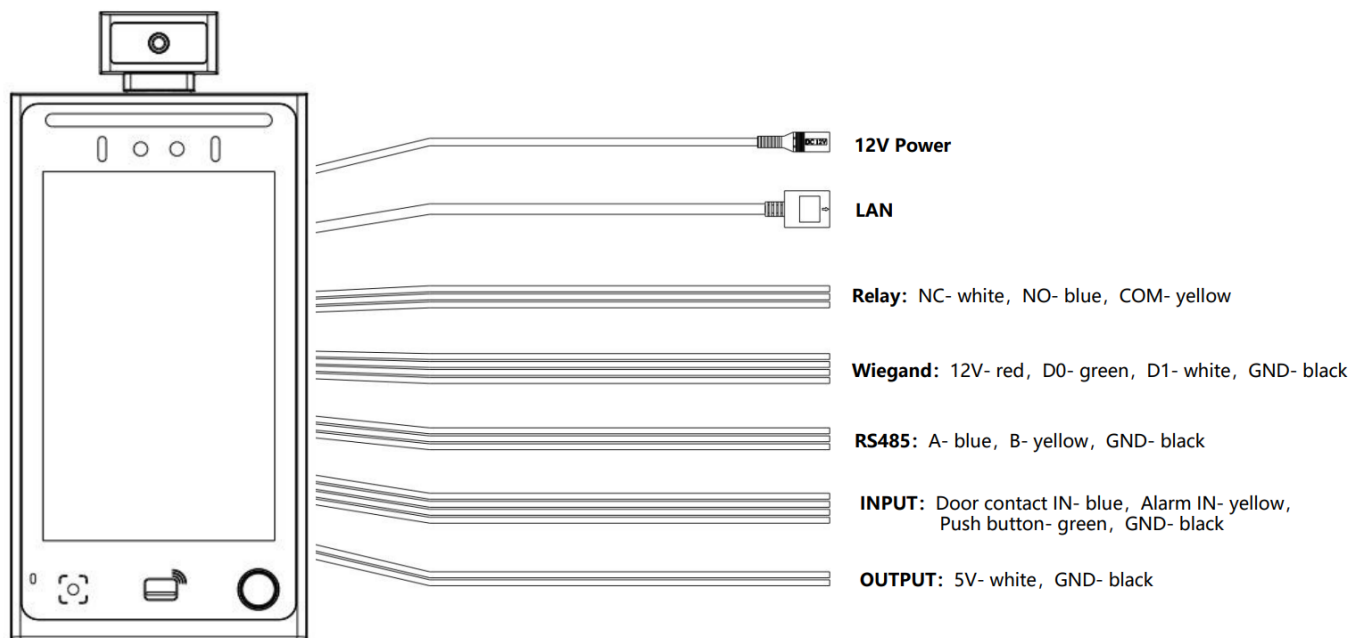 DC 12V
12V Power
LAN
Relay: NC- white, NO- blue, COM- yellow
Wiegand: 12V- red, D0- green, D1- white, GND- black
RS485: A- blue, B- yellow, GND- black
INPUT: Door contact IN- blue, Alarm IN- yellow,
Push button- green, GND- black
OUTPUT: 5V- white, GND- black